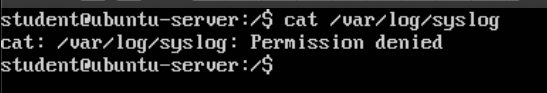 student@ubuntu-server:/$ cat /var/log/syslog
cat: /var/log/syslog: Permission denied
student@ubuntu-server:/$